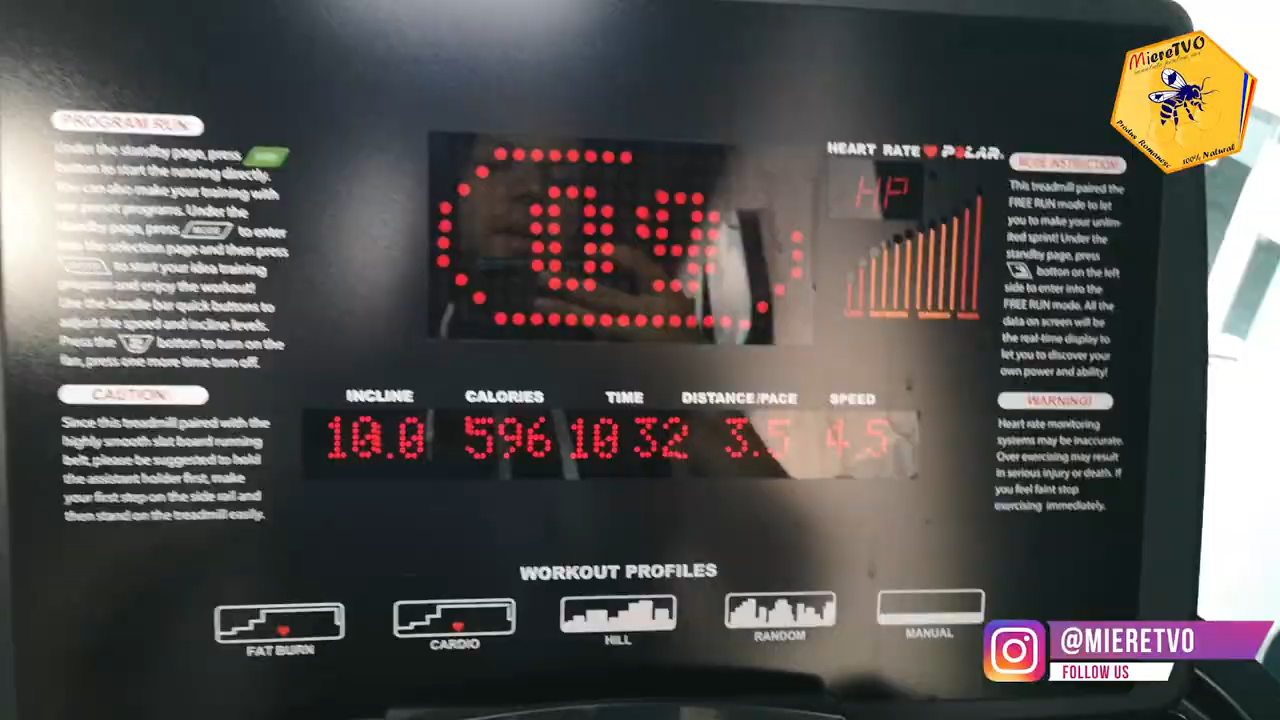 PROGRAM RUN
Under the standby page, press
button to start the running directly.
You can also make your training with
our preset programs. Under the
standby page, press MODE to enter
into the selection page and then press
to start your idea training
program and enjoy the workout!
Use the handle bar quick buttons to
adjust the speed and incline levels.
Press the botton to turn on the
fan, press one more time turn off.
CAUTION:
Since this treadmill paired with the
highly smooth slat board running
belt, please be suggested to hold
the assistant holder first, make
your first step on the side rail and
then stand on the treadmill easily.
09
HEART RATE POLAR
HP
MODE INSTRUCTION
This treadmill paired the
FREE RUN mode to let
you to make your unlim-
ited sprint! Under the
standby page, press
botton on the left
side to enter into the
FREE RUN mode. All the
data on screen will be
the real-time display to
let you to discover your
own power and ability!
WARNING!
Heart rate monitoring
systems may be inaccurate.
Over exercising may result
in serious injury or death. If
you feel faint stop
exercising immediately.
INCLINE CALORIES TIME DISTANCE/PACE SPEED
10.0 596 10 32 3.5 4.5
WORKOUT PROFILES
FAT BURN CARDIO HILL RANDOM MANUAL
MiereTVO
Produs Romanesc 100% Natural
@MIERETVO
FOLLOW US